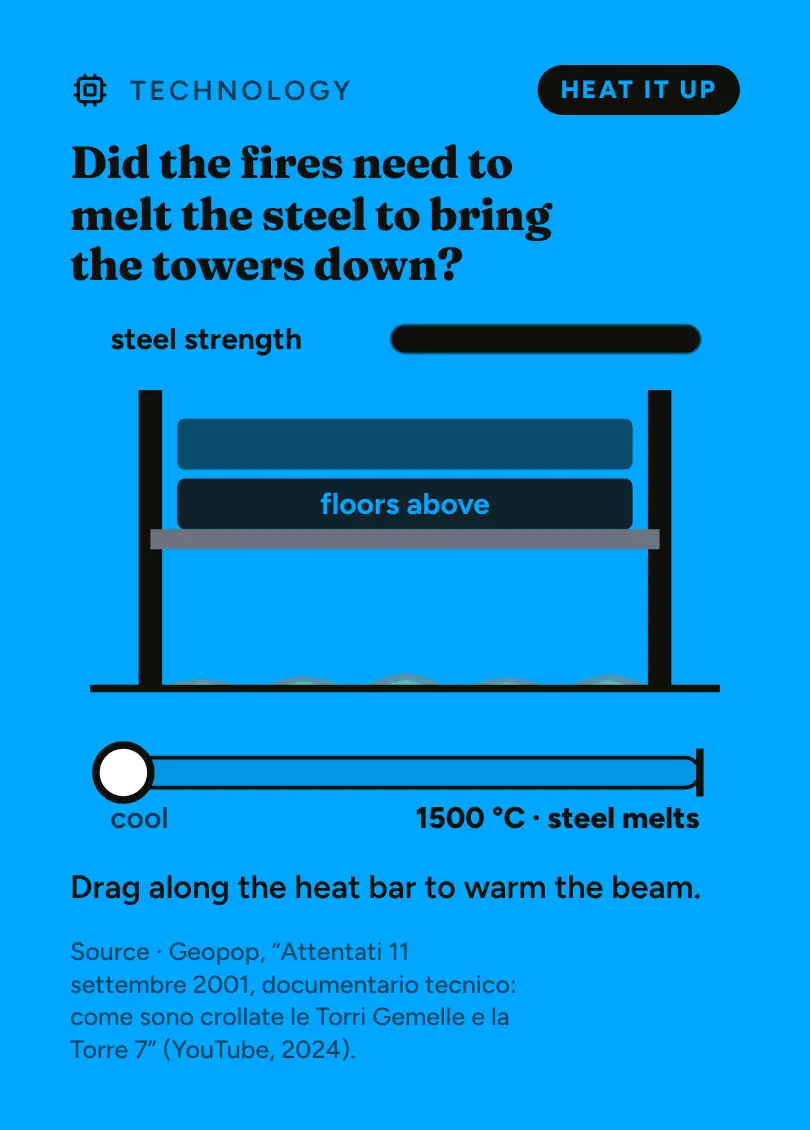 TECHNOLOGY
HEAT IT UP
Did the fires need to
melt the steel to bring
the towers down?
steel strength
floors above
cool
1500 °C · steel melts
Drag along the heat bar to warm the beam.
Source · Geopop, “Attentati 11
settembre 2001, documentario tecnico:
come sono crollate le Torri Gemelle e la
Torre 7” (YouTube, 2024).